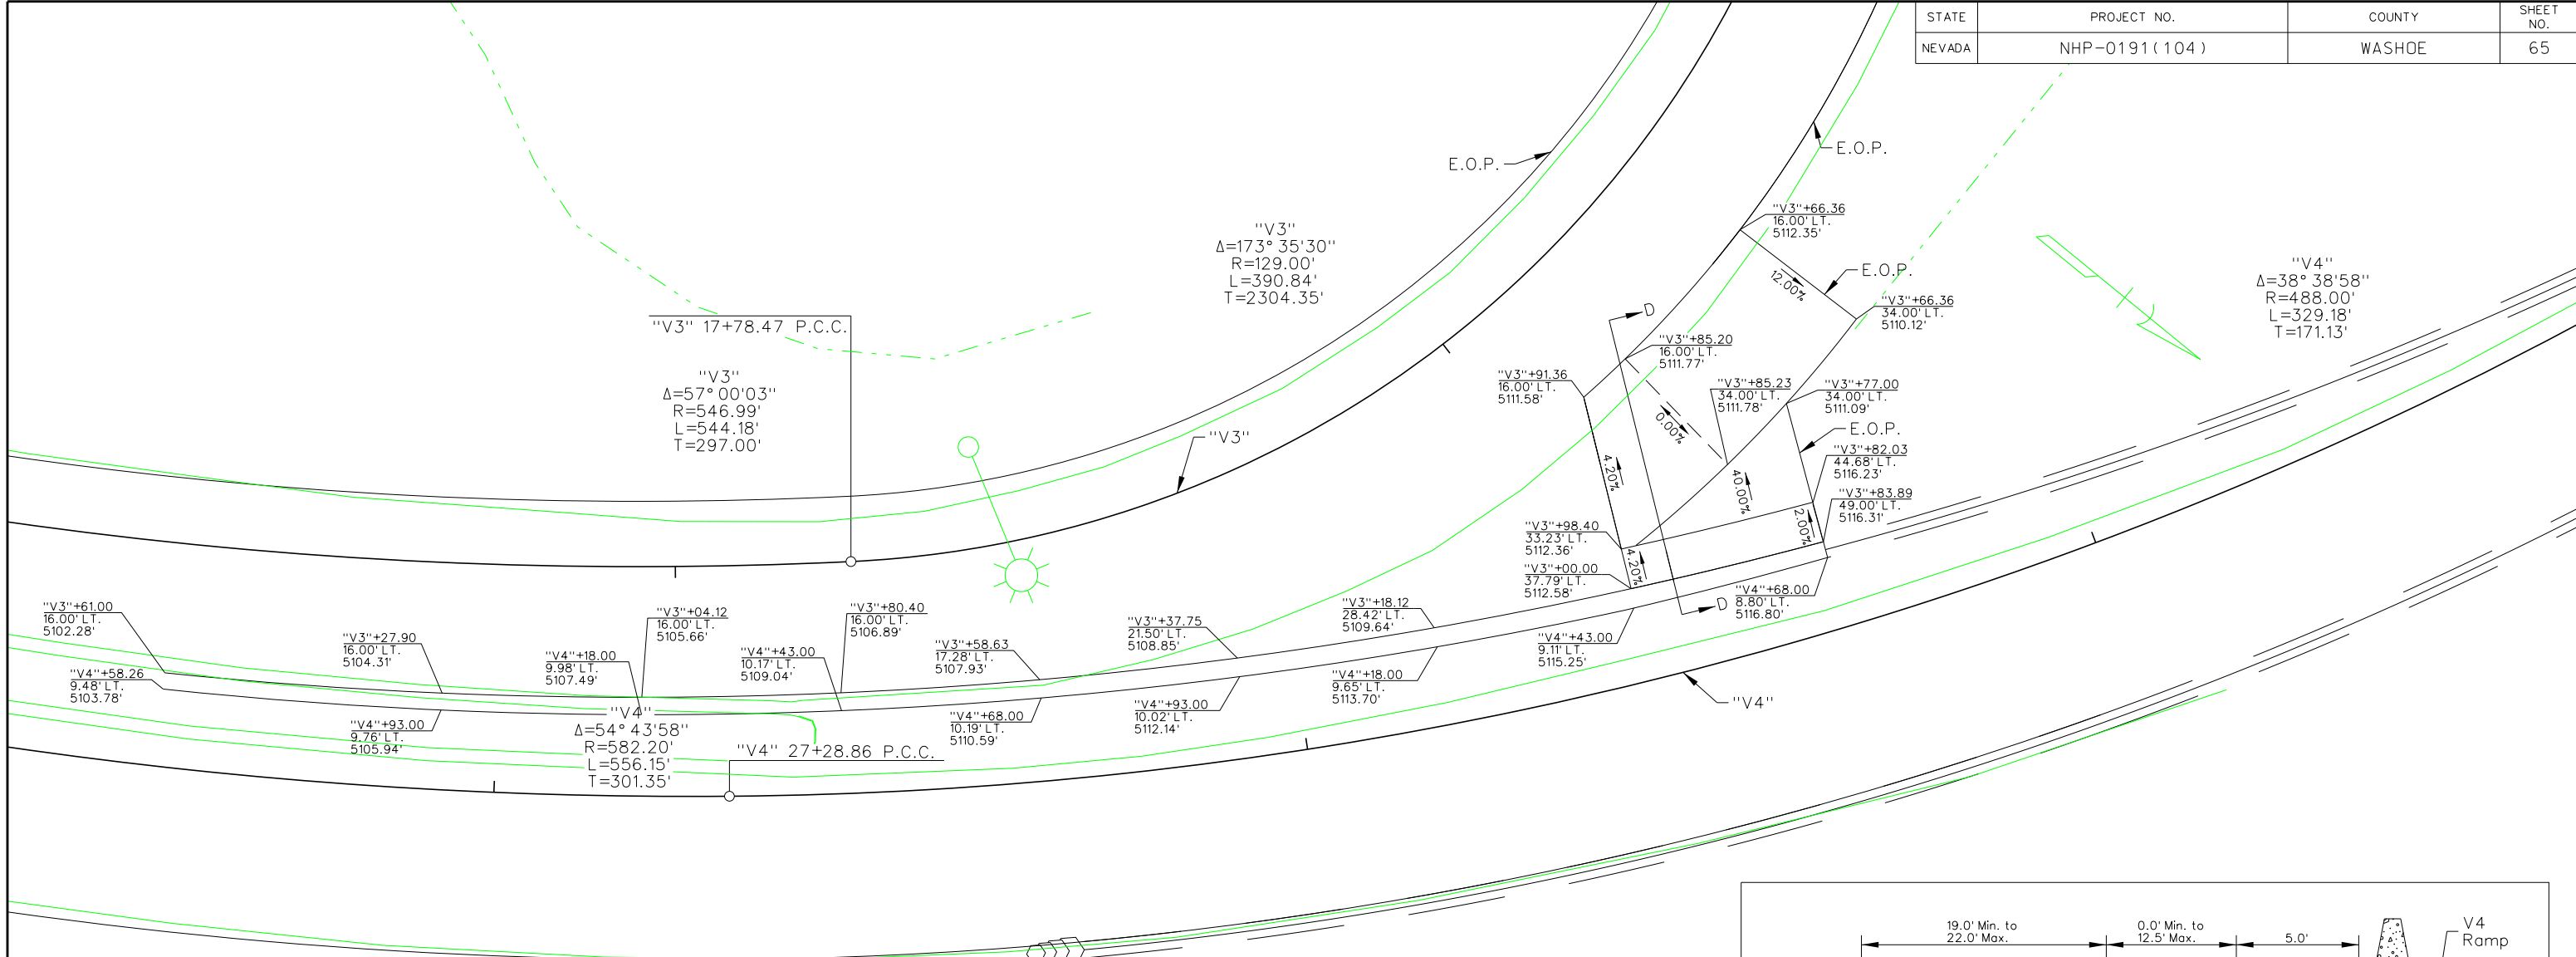 STATE
PROJECT NO.
COUNTY
SHEET
NO.
NEVADA
NHP-0191(104)
WASHOE
65
E.O.P.
E.O.P.
"V3"
Δ=173° 35'30"
R=129.00'
L=390.84'
T=2304.35'
"V3"+66.36
16.00' LT.
5112.35'
12.00%
E.O.P.
"V3"+66.36
34.00' LT.
5110.12'
"V4"
Δ=38° 38'58"
R=488.00'
L=329.18'
T=171.13'
"V3" 17+78.47 P.C.C.
"V3"
Δ=57° 00'03"
R=546.99'
L=544.18'
T=297.00'
D
"V3"+85.20
16.00' LT.
5111.77'
"V3"+91.36
16.00' LT.
5111.58'
"V3"+85.23
34.00' LT.
5111.78'
"V3"+77.00
34.00' LT.
5111.09'
0.00%
E.O.P.
"V3"
4.20%
40.00%
"V3"+82.03
44.68' LT.
5116.23'
"V3"+83.89
49.00' LT.
5116.31'
2.00%
"V3"+98.40
33.23' LT.
5112.36'
4.20%
"V3"+00.00
37.79' LT.
5112.58'
D
"V4"+68.00
8.80' LT.
5116.80'
"V3"+61.00
16.00' LT.
5102.28'
"V3"+27.90
16.00' LT.
5104.31'
"V3"+04.12
16.00' LT.
5105.66'
"V3"+80.40
16.00' LT.
5106.89'
"V3"+58.63
17.28' LT.
5107.93'
"V3"+37.75
21.50' LT.
5108.85'
"V3"+18.12
28.42' LT.
5109.64'
"V4"+43.00
9.11' LT.
5115.25'
"V4"+58.26
9.48' LT.
5103.78'
"V4"+18.00
9.98' LT.
5107.49'
"V4"+43.00
10.17' LT.
5109.04'
"V4"+18.00
9.65' LT.
5113.70'
"V4"+93.00
9.76' LT.
5105.94'
"V4"+68.00
10.19' LT.
5110.59'
"V4"+93.00
10.02' LT.
5112.14'
"V4"
"V4"
Δ=54° 43'58"
R=582.20'
L=556.15'
T=301.35'
"V4" 27+28.86 P.C.C.
19.0' Min. to
22.0' Max.
0.0' Min. to
12.5' Max.
5.0'
V4
Ramp